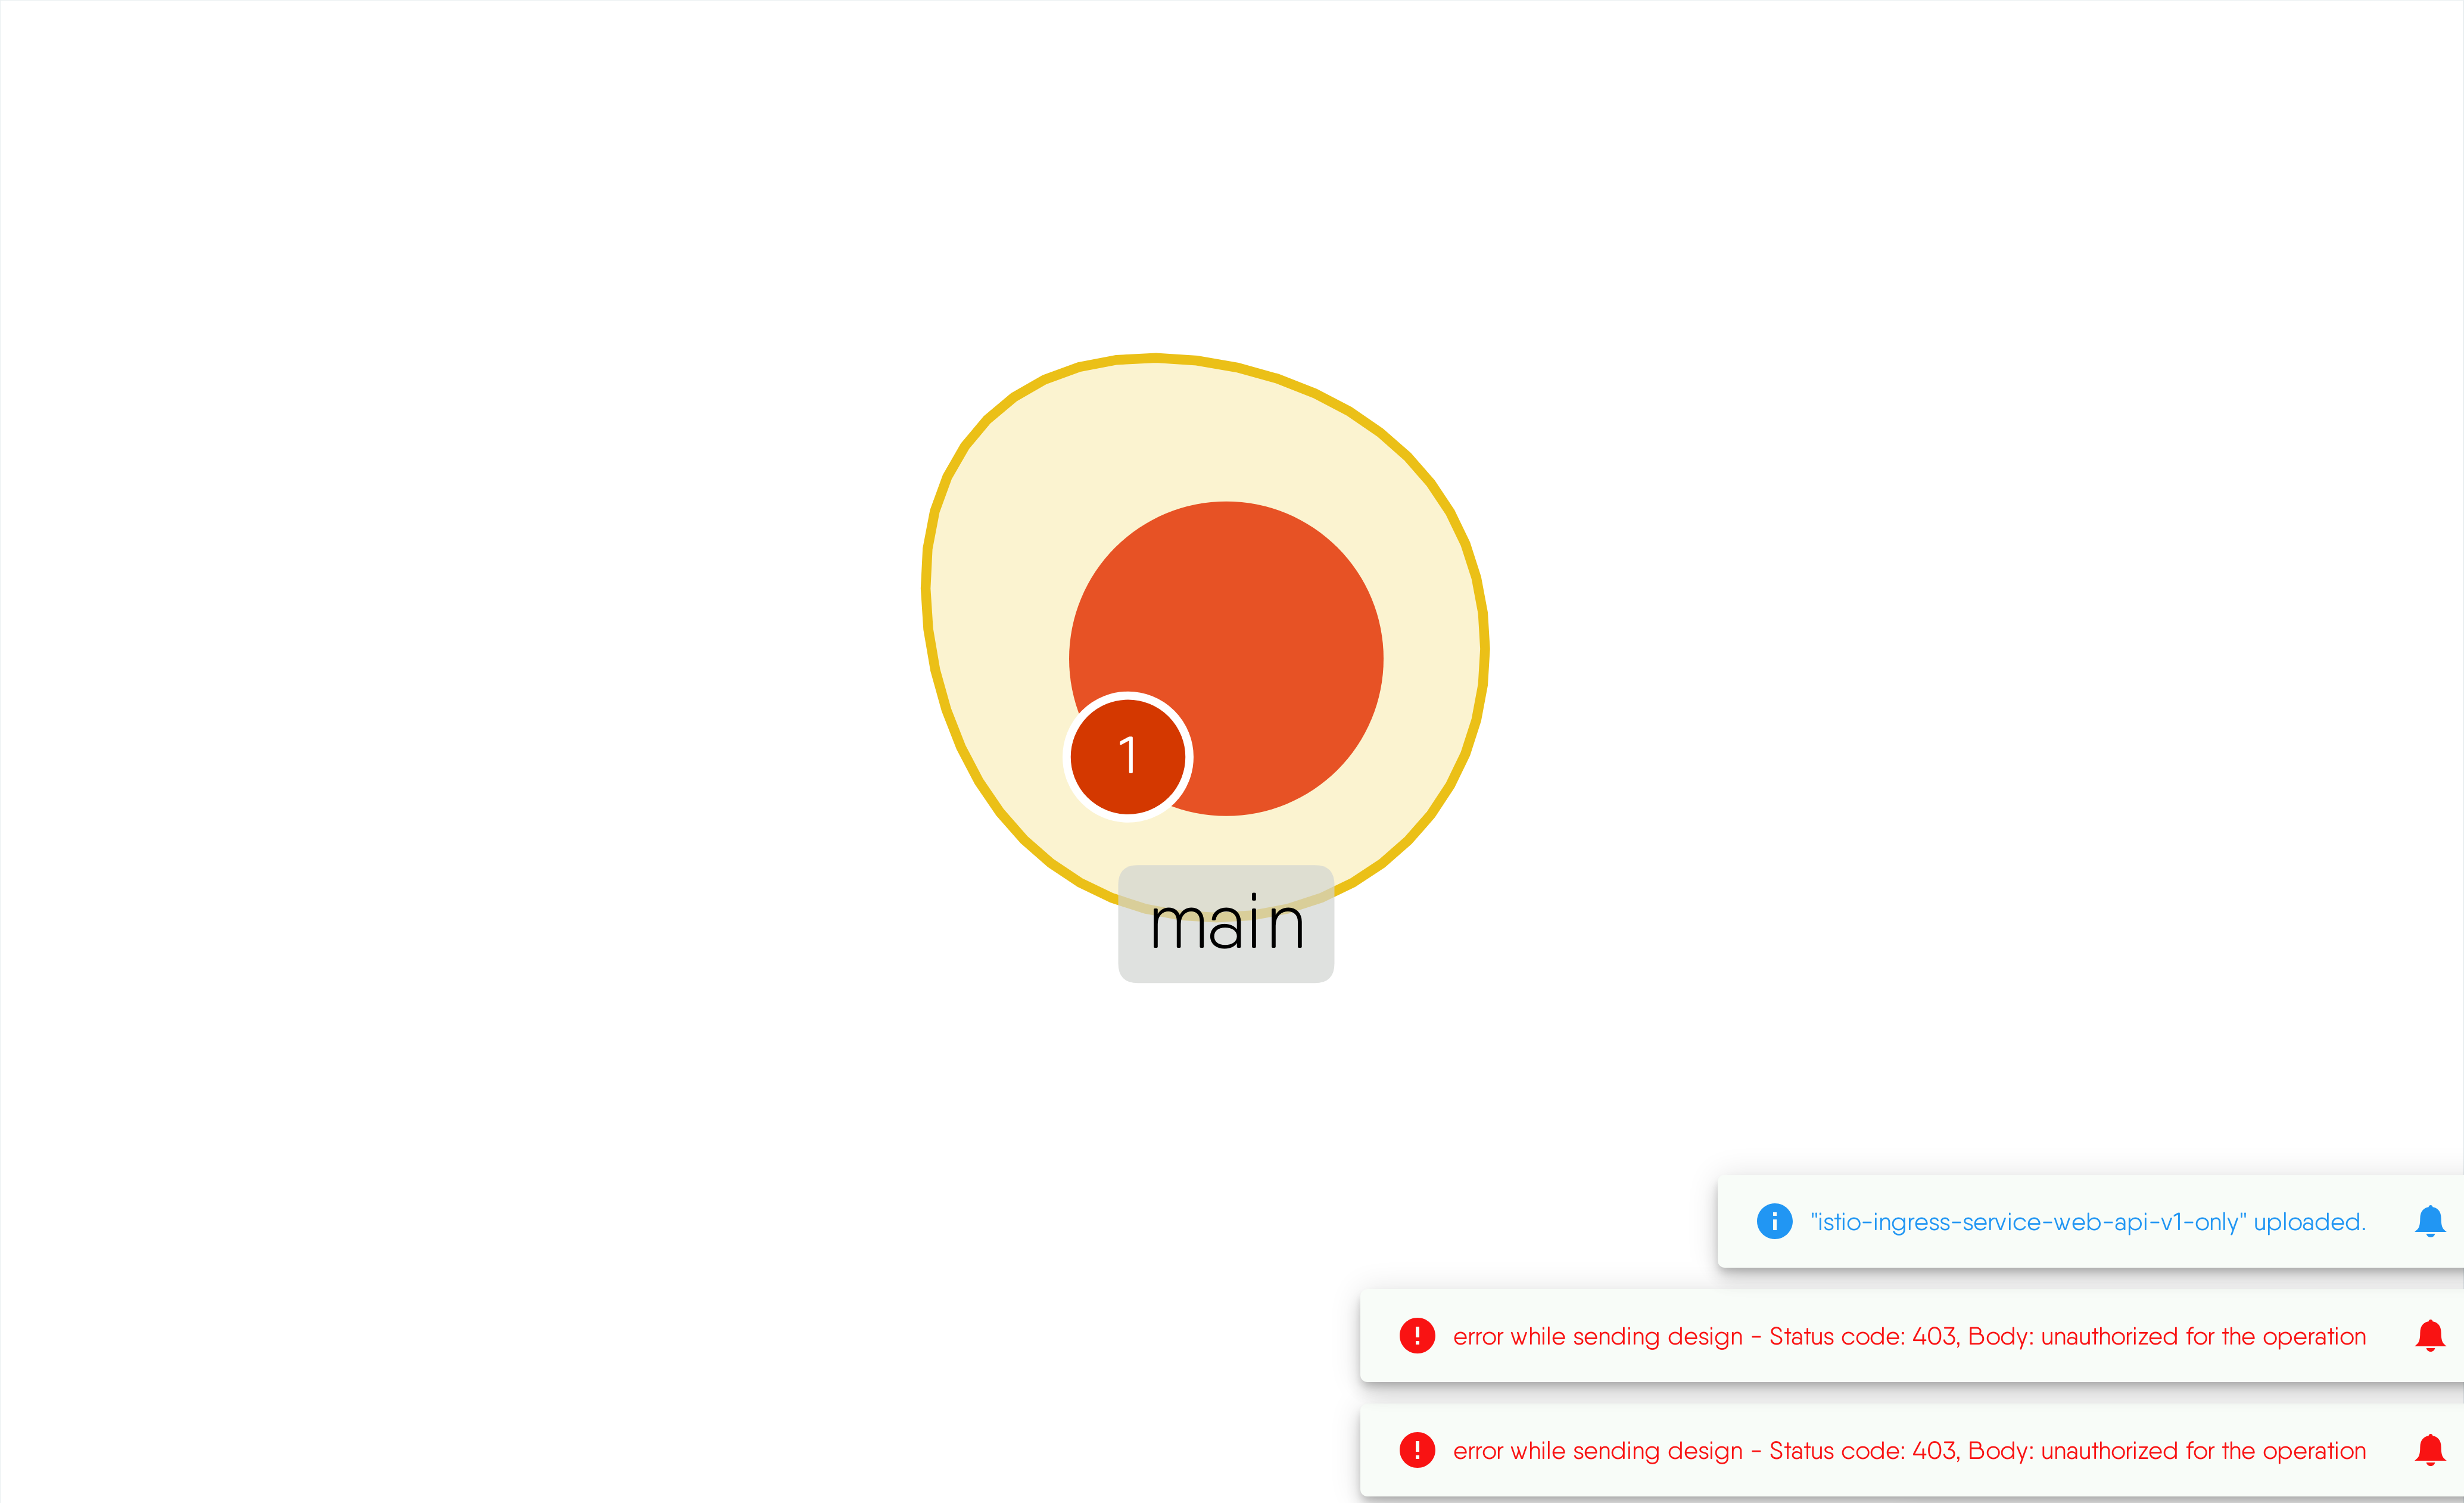 1
main
"istio-ingress-service-web-api-v1-only" uploaded.
error while sending design - Status code: 403, Body: unauthorized for the operation
error while sending design - Status code: 403, Body: unauthorized for the operation